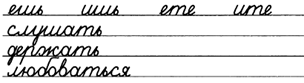 ешь ишь ете ите
слушать
держать
любоваться